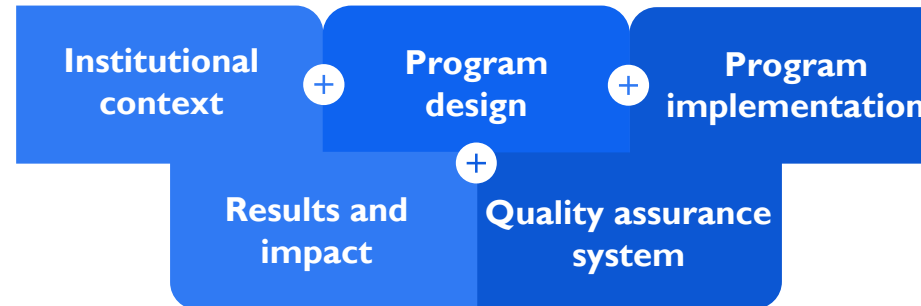 Institutional
context
+
Program
design
+
Program
implementation
+
Results and
impact
Quality assurance
system